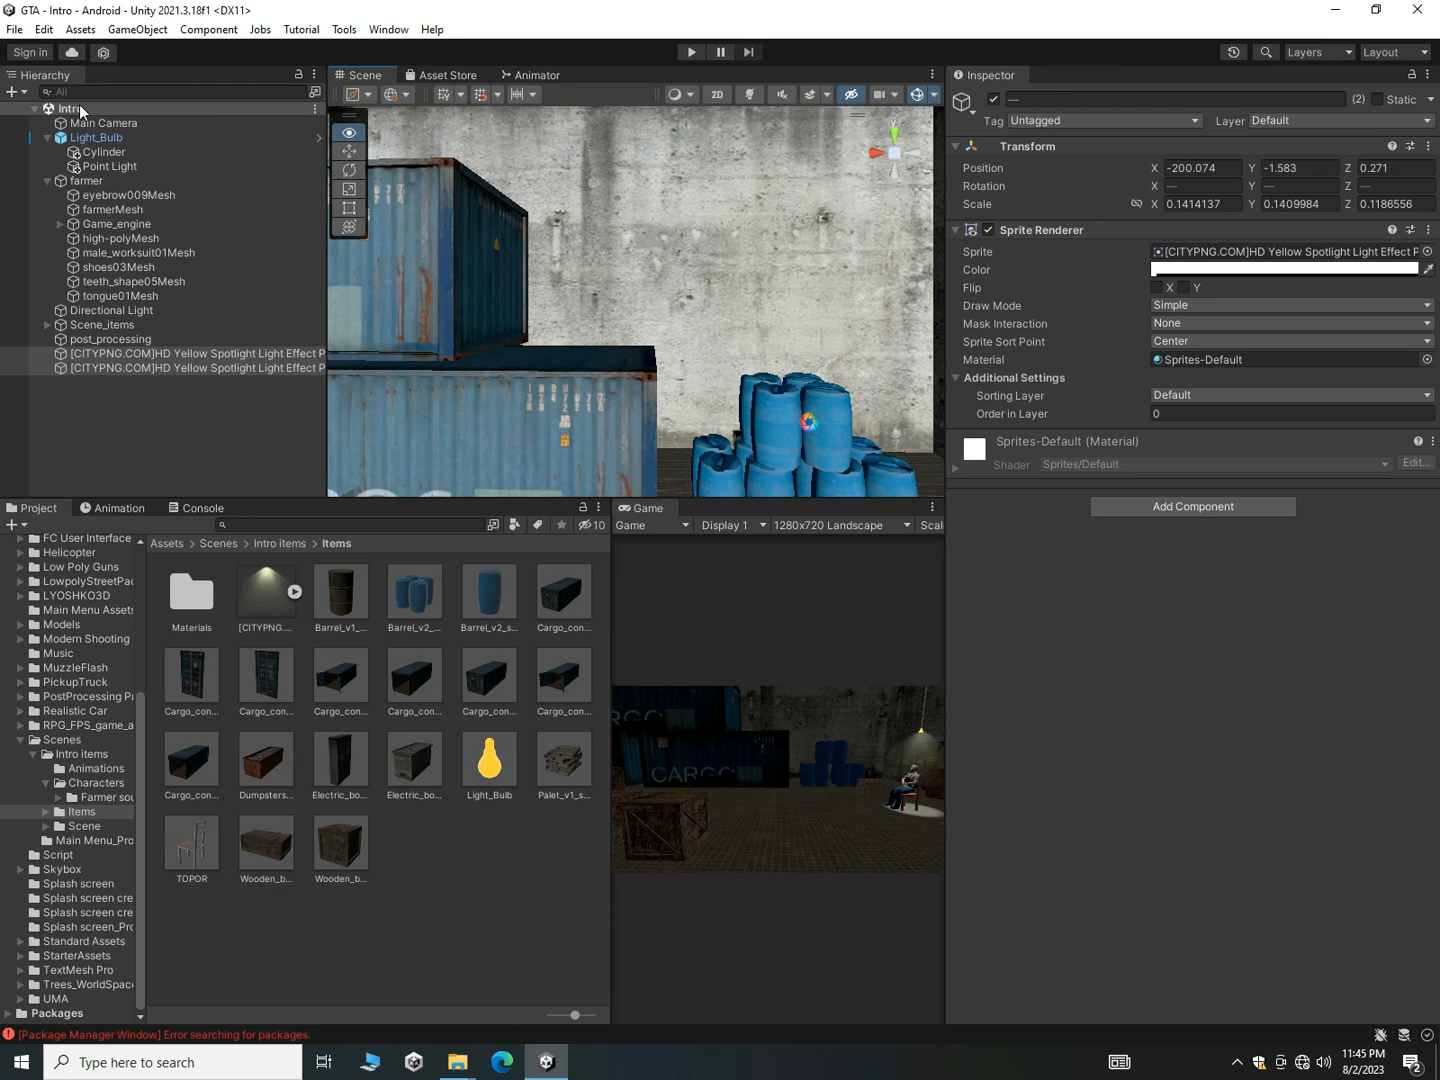 GTA - Intro - Android - Unity 2021.3.18f1 <DX11>
File Edit Assets GameObject Component Jobs Tutorial Tools Window Help
Sign in
Layers
Layout
Hierarchy
All
Intro
Main Camera
Light_Bulb
Cylinder
Point Light
farmer
eyebrow009Mesh
farmerMesh
Game_engine
high-polyMesh
male_worksuit01Mesh
shoes03Mesh
teeth_shape05Mesh
tongue01Mesh
Directional Light
Scene_items
post_processing
[CITYPNG.COM]HD Yellow Spotlight Light Effect P
[CITYPNG.COM]HD Yellow Spotlight Light Effect P
Scene
Asset Store
Animator
2D
Inspector
—
(2)
Static
Tag Untagged
Layer Default
Transform
Position X -200.074 Y -1.583 Z 0.271
Rotation X — Y — Z —
Scale X 0.1414137 Y 0.1409984 Z 0.1186556
Sprite Renderer
Sprite [CITYPNG.COM]HD Yellow Spotlight Light Effect P
Color
Flip X Y
Draw Mode Simple
Mask Interaction None
Sprite Sort Point Center
Material Sprites-Default
Additional Settings
Sorting Layer Default
Order in Layer 0
Sprites-Default (Material)
Shader Sprites/Default Edit...
Add Component
Project
Animation
Console
10
FC User Interface
Helicopter
Low Poly Guns
LowpolyStreetPac
LYOSHKO3D
Main Menu Assets
Models
Modern Shooting
Music
MuzzleFlash
PickupTruck
PostProcessing Pr
Realistic Car
RPG_FPS_game_a
Scenes
Intro items
Animations
Characters
Farmer sou
Items
Scene
Main Menu_Pro
Script
Skybox
Splash screen
Splash screen cre
Splash screen cre
Splash screen_Pro
Standard Assets
StarterAssets
TextMesh Pro
Trees_WorldSpac
UMA
Packages
Assets > Scenes > Intro items > Items
Materials
[CITYPNG....
Barrel_v1_...
Barrel_v2_...
Barrel_v2_s...
Cargo_con...
Cargo_con...
Cargo_con...
Cargo_con...
Cargo_con...
Cargo_con...
Cargo_con...
Cargo_con...
Dumpsters...
Electric_bo...
Electric_bo...
Light_Bulb
Palet_v1_s...
TOPOR
Wooden_b...
Wooden_b...
Game
Game
Display 1
1280x720 Landscape
Scal
CARGO
[Package Manager Window] Error searching for packages.
Type here to search
11:45 PM
8/2/2023
2